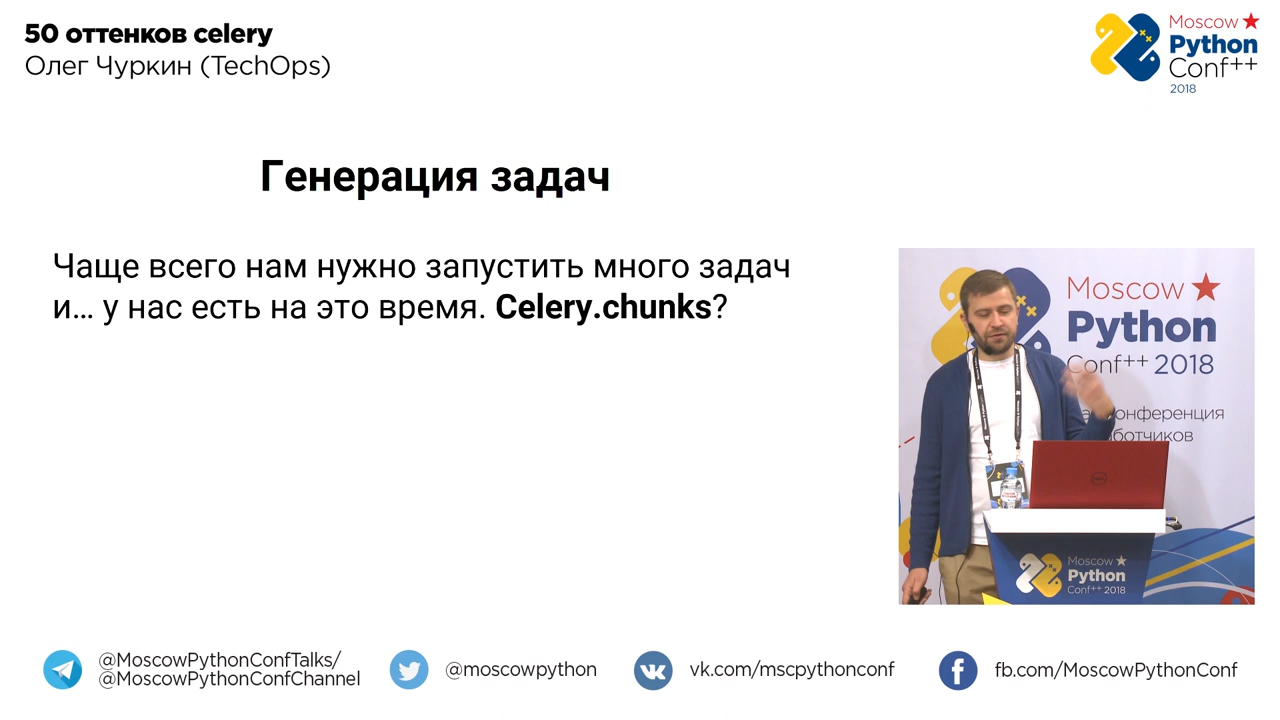 50 оттенков celery
Олег Чуркин (TechOps)
Moscow
Python
Conf++
2018
Генерация задач
Чаще всего нам нужно запустить много задач
и... у нас есть на это время. Celery.chunks?
Moscow
Python
Conf++ 2018
конференция
ботчиков
DELL
Moscow
Python
Conf++ 2018
@MoscowPythonConfTalks/
@MoscowPythonConfChannel
@moscowpython
vk.com/mscpythonconf
fb.com/MoscowPythonConf